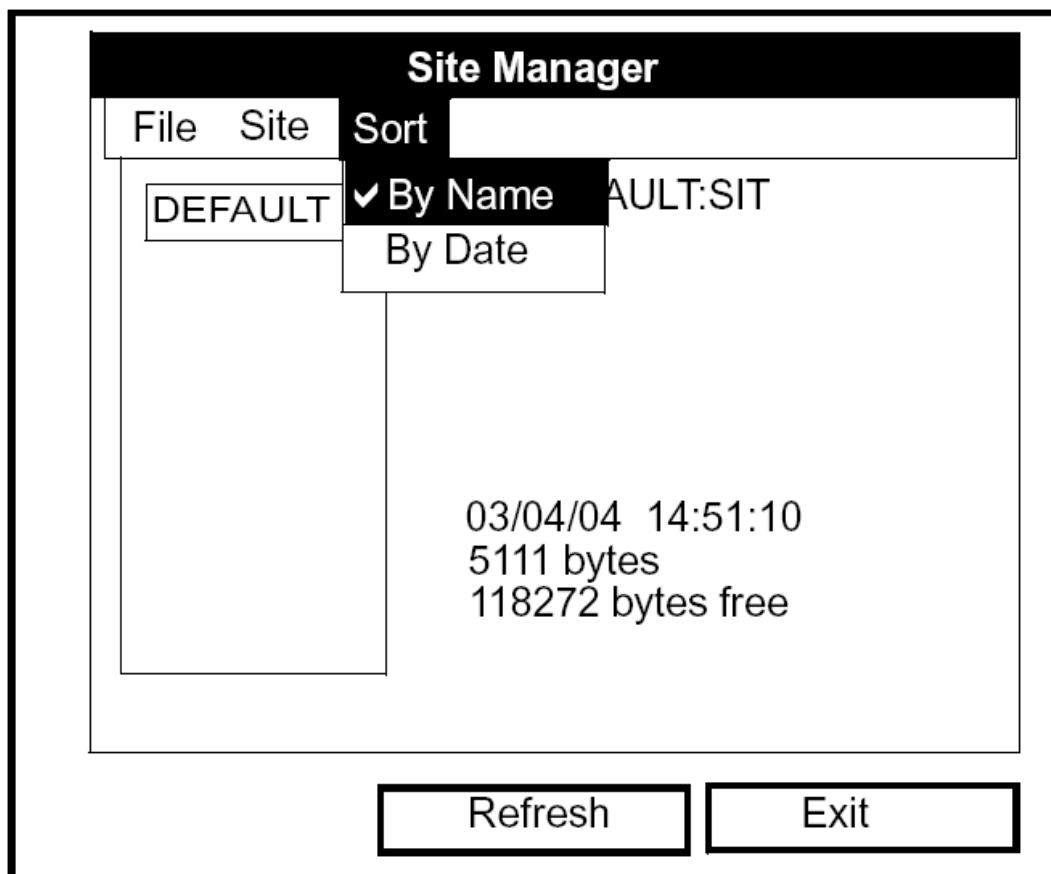 Site Manager
File Site Sort
✔ By Name
AULT:SIT
DEFAULT
By Date
03/04/04 14:51:10
5111 bytes
118272 bytes free
Refresh
Exit